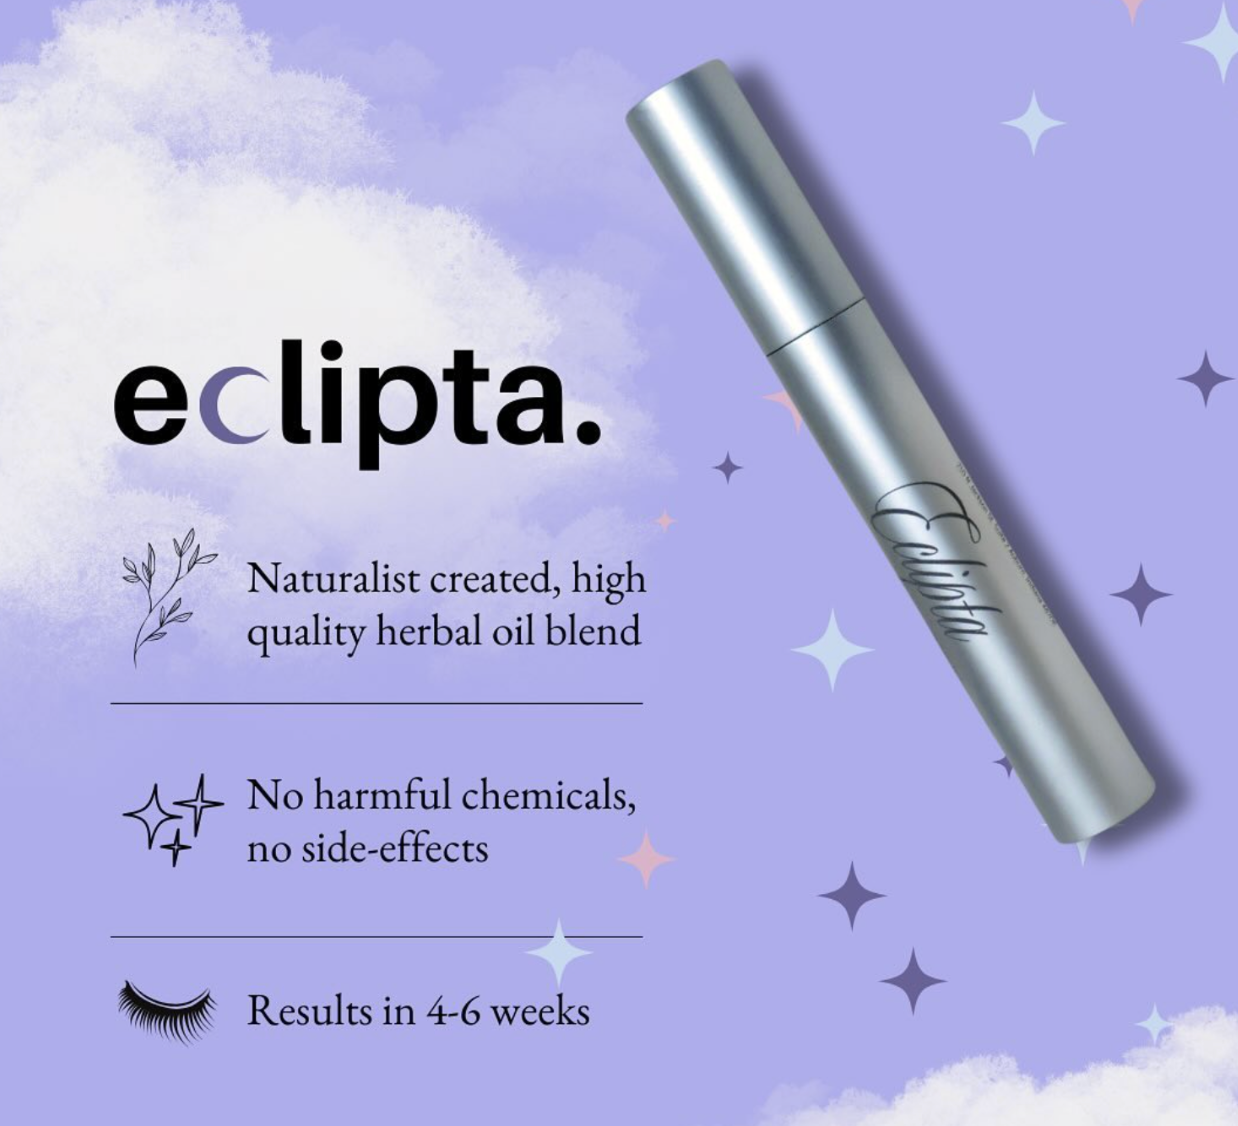 eclipta.
Naturalist created, high
quality herbal oil blend
No harmful chemicals,
no side-effects
Results in 4-6 weeks
Eclipta